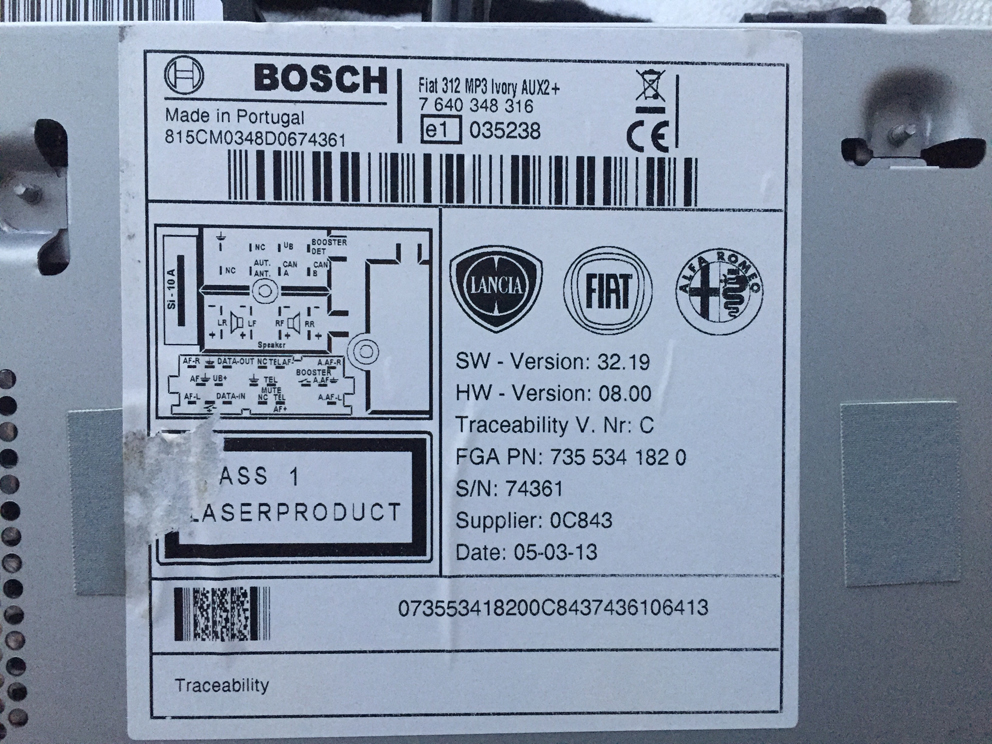 BOSCH
Fiat 312 MP3 Ivory AUX2+
7 640 348 316
e1 035238
CE
Made in Portugal
815CM0348D0674361
NC UB BOOSTER DET
NC AUT. ANT. CAN A CAN B
Si - 10 A
LR LF RF RR
Speaker
AF-R DATA-OUT NC TEL AF- A.AF-R
AF UB+ TEL MUTE BOOSTER A.AF
AF-L DATA-IN NC TEL AF+ A.AF-L
ASS 1
LASERPRODUCT
LANCIA
FIAT
ALFA ROMEO
SW - Version: 32.19
HW - Version: 08.00
Traceability V. Nr: C
FGA PN: 735 534 182 0
S/N: 74361
Supplier: 0C843
Date: 05-03-13
073553418200C8437436106413
Traceability